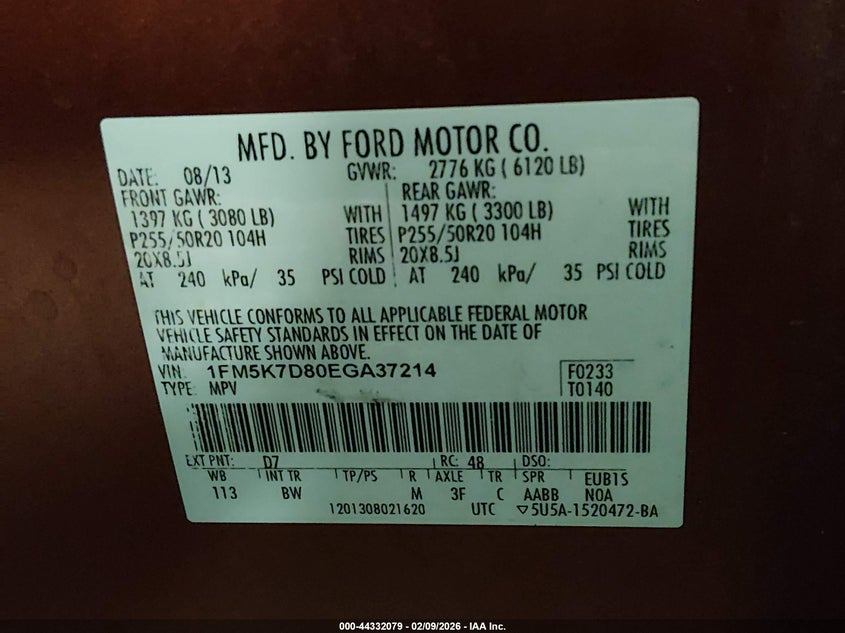 MFD. BY FORD MOTOR CO.
DATE: 08/13 GVWR: 2776 KG ( 6120 LB)
FRONT GAWR: REAR GAWR:
1397 KG ( 3080 LB) WITH 1497 KG ( 3300 LB) WITH
P255/50R20 104H TIRES P255/50R20 104H TIRES
20X8.5J RIMS 20X8.5J RIMS
AT 240 kPa/ 35 PSI COLD AT 240 kPa/ 35 PSI COLD
THIS VEHICLE CONFORMS TO ALL APPLICABLE FEDERAL MOTOR
VEHICLE SAFETY STANDARDS IN EFFECT ON THE DATE OF
MANUFACTURE SHOWN ABOVE.
VIN: 1FM5K7D80EGA37214 F0233
TYPE: MPV T0140
EXT PNT: D7 RC: 48 DSO:
WB INT TR TP/PS R AXLE TR SPR EUB1S
113 BW M 3F C AABB NOA
1201308021620 UTC ▽5U5A-1520472-BA
000-44332079 - 02/09/2026 - IAA Inc.